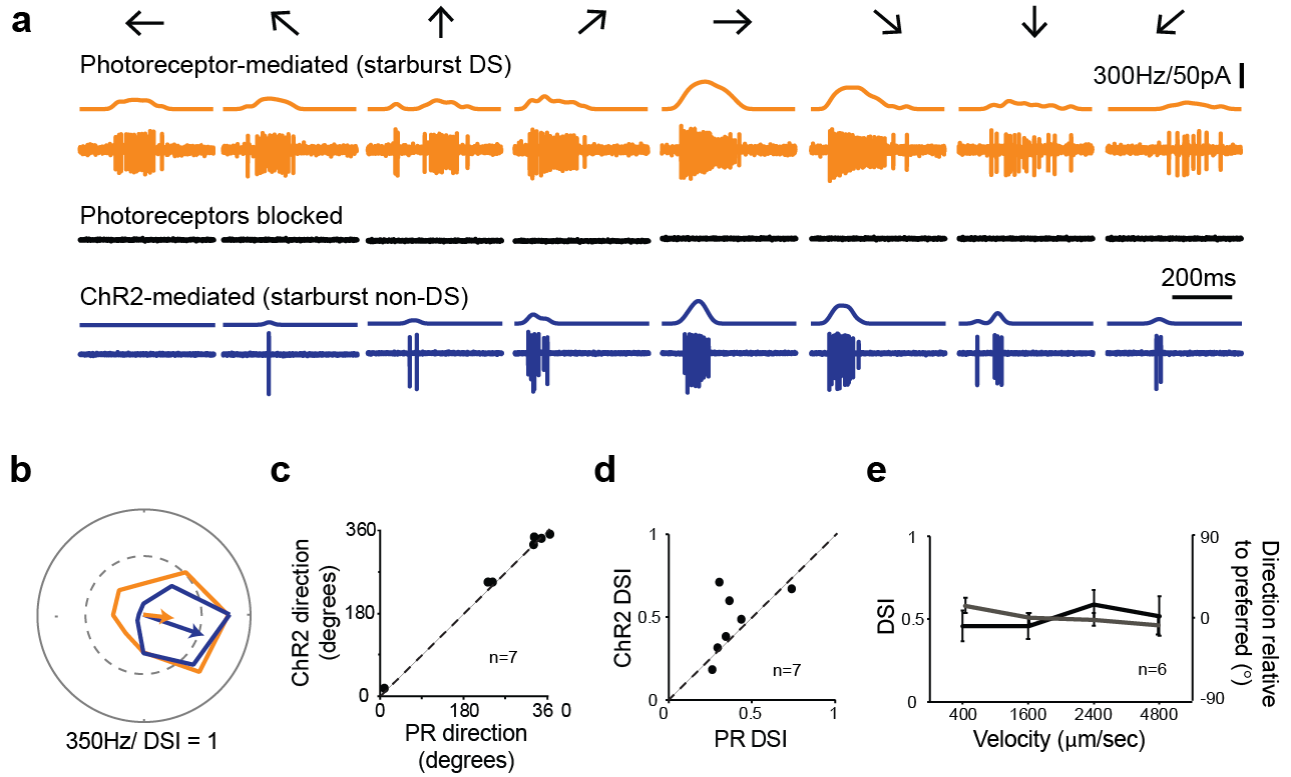 a
Photoreceptor-mediated (starburst DS)
300Hz/50pA
Photoreceptors blocked
200ms
ChR2-mediated (starburst non-DS)
b
350Hz/ DSI = 1
c
ChR2 direction
(degrees)
360
180
0
n=7
0 180 36 0
PR direction
(degrees)
d
ChR2 DSI
1
0.5
0
n=7
0 0.5 1
PR DSI
e
DSI
1
0.5
0
n=6
90
0
-90
Direction relative
to preferred (°)
400 1600 2400 4800
Velocity (µm/sec)